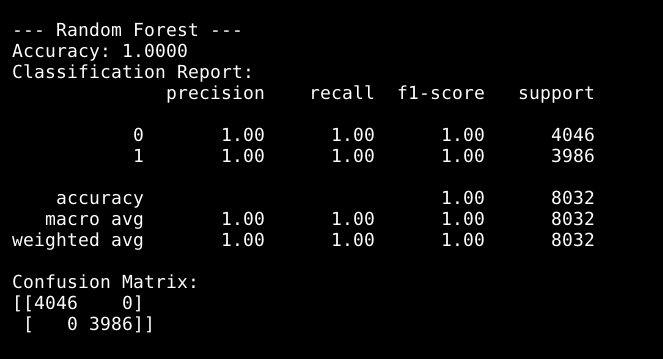 --- Random Forest ---
Accuracy: 1.0000
Classification Report:
              precision    recall  f1-score   support

           0       1.00      1.00      1.00      4046
           1       1.00      1.00      1.00      3986

    accuracy                           1.00      8032
   macro avg       1.00      1.00      1.00      8032
weighted avg       1.00      1.00      1.00      8032

Confusion Matrix:
[[4046    0]
 [   0 3986]]